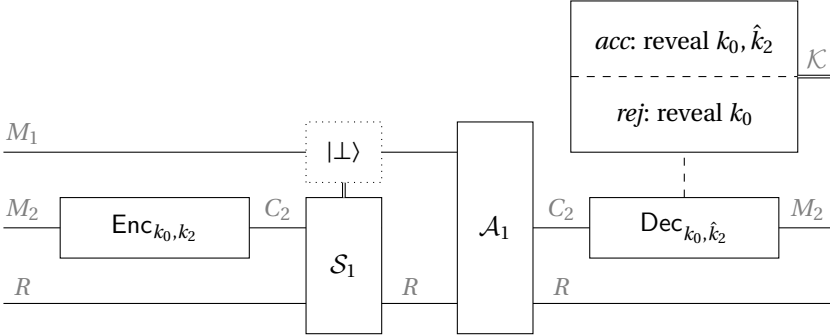 acc: reveal k₀, k̂₂
𝒦
rej: reveal k₀
M₁
|⊥⟩
M₂
Enc_{k₀,k₂}
C₂
𝒮₁
𝒜₁
C₂
Dec_{k₀,k̂₂}
M₂
R
R
R